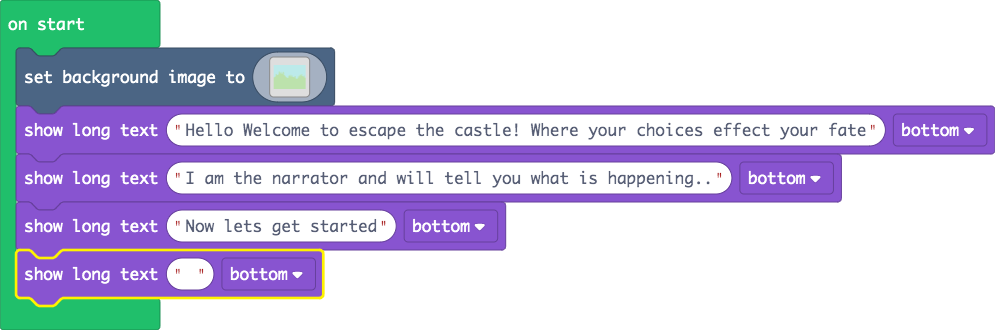 on start
set background image to
show long text "Hello Welcome to escape the castle! Where your choices effect your fate" bottom
show long text "I am the narrator and will tell you what is happening.." bottom
show long text "Now lets get started" bottom
show long text " " bottom